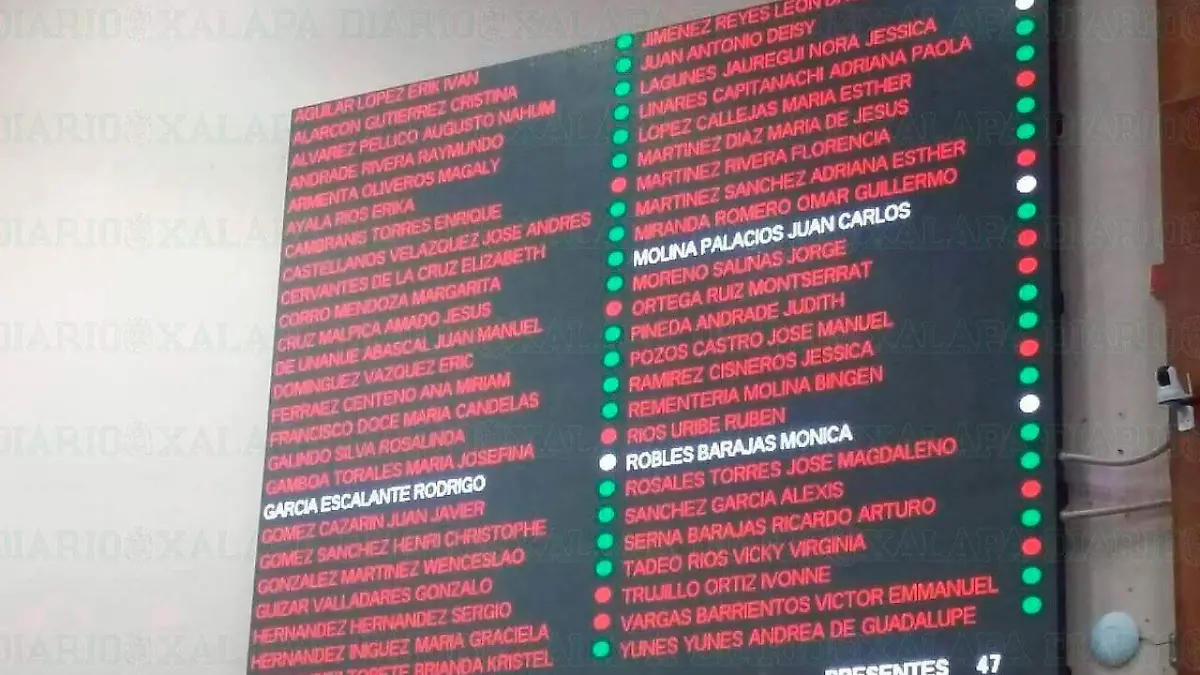 AGUILAR LOPEZ ERIK IVAN
ALARCON GUTIERREZ CRISTINA
ALVAREZ PELLICO AUGUSTO NAHUM
ANDRADE RIVERA RAYMUNDO
ARMENTA OLIVEROS MAGALY
AYALA RIOS ERIKA
CAMBRANIS TORRES ENRIQUE
CASTELLANOS VELAZQUEZ JOSE ANDRES
CERVANTES DE LA CRUZ ELIZABETH
CORRO MENDOZA MARGARITA
CRUZ MALPICA AMADO JESUS
DE UNANUE ABASCAL JUAN MANUEL
DOMINGUEZ VAZQUEZ ERIC
FERRAEZ CENTENO ANA MIRIAM
FRANCISCO DOCE MARIA CANDELAS
GALINDO SILVA ROSALINDA
GAMBOA TORALES MARIA JOSEFINA
GARCIA ESCALANTE RODRIGO
GOMEZ CAZARIN JUAN JAVIER
GOMEZ SANCHEZ HENRI CHRISTOPHE
GONZALEZ MARTINEZ WENCESLAO
GUIZAR VALLADARES GONZALO
HERNANDEZ HERNANDEZ SERGIO
HERNANDEZ IÑIGUEZ MARIA GRACIELA
BRIANDA KRISTEL
JIMENEZ REYES LEON
JUAN ANTONIO DEISY
LAGUNES JAUREGUI NORA JESSICA
LINARES CAPITANACHI ADRIANA PAOLA
LOPEZ CALLEJAS MARIA ESTHER
MARTINEZ DIAZ MARIA DE JESUS
MARTINEZ RIVERA FLORENCIA
MARTINEZ SANCHEZ ADRIANA ESTHER
MIRANDA ROMERO OMAR GUILLERMO
MOLINA PALACIOS JUAN CARLOS
MORENO SALINAS JORGE
ORTEGA RUIZ MONTSERRAT
PINEDA ANDRADE JUDITH
POZOS CASTRO JOSE MANUEL
RAMIREZ CISNEROS JESSICA
REMENTERIA MOLINA BINGEN
RIOS URIBE RUBEN
ROBLES BARAJAS MONICA
ROSALES TORRES JOSE MAGDALENO
SANCHEZ GARCIA ALEXIS
SERNA BARAJAS RICARDO ARTURO
TADEO RIOS VICKY VIRGINIA
TRUJILLO ORTIZ IVONNE
VARGAS BARRIENTOS VICTOR EMMANUEL
YUNES YUNES ANDREA DE GUADALUPE
PRESENTES 47